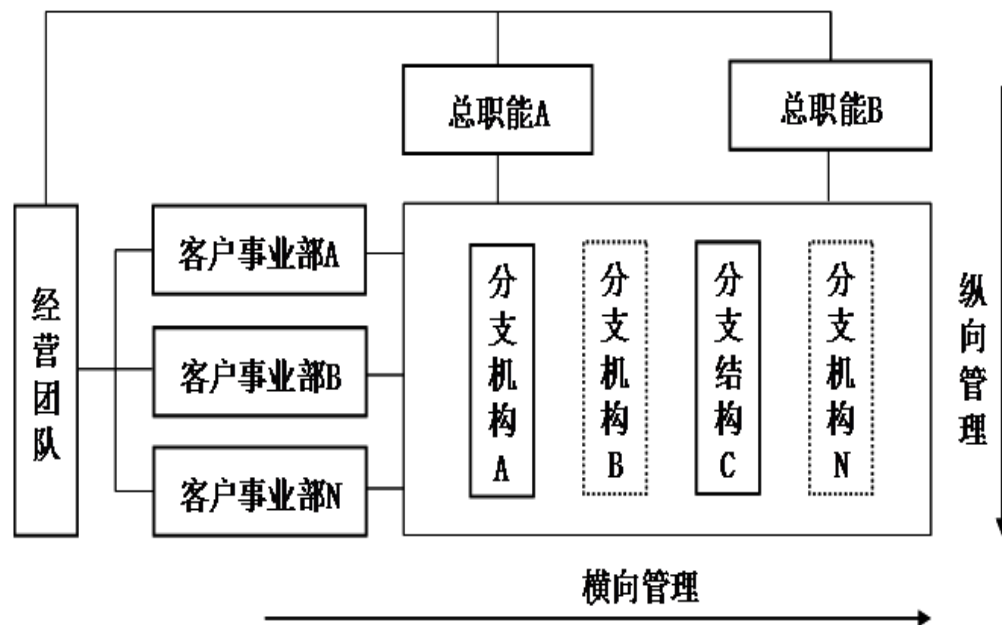 总职能A
总职能B
经营团队
客户事业部A
客户事业部B
客户事业部N
分支机构A
分支机构B
分支结构C
分支机构N
纵向管理
横向管理